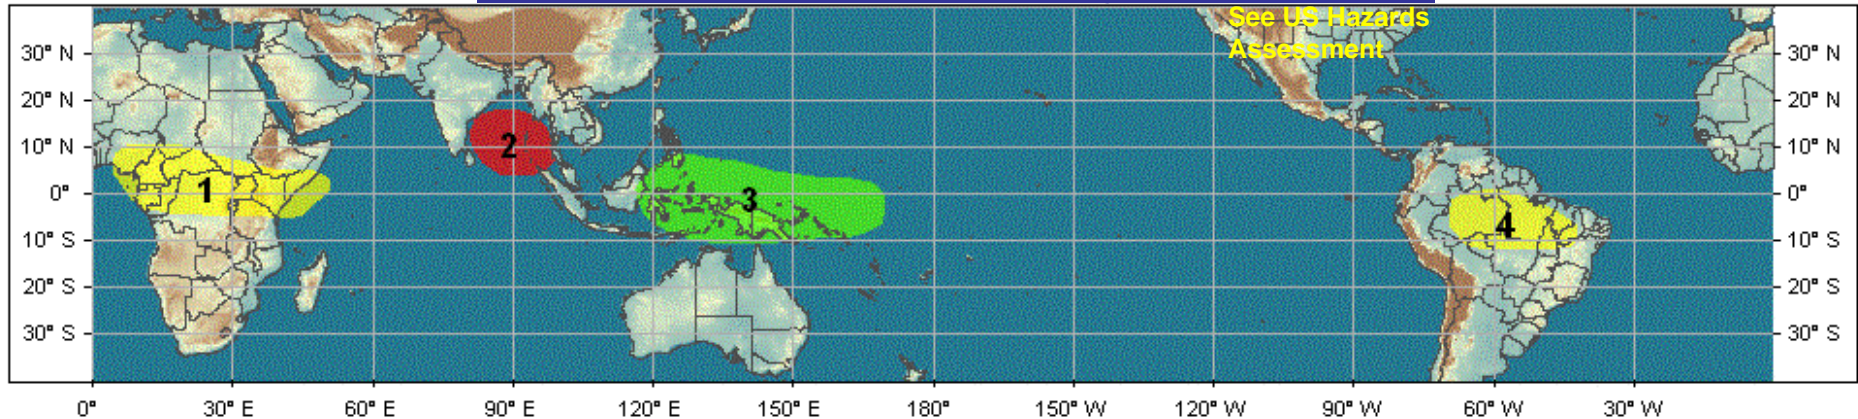 See US Hazards
Assessment
30° N 30° N
20° N 20° N
10° N 10° N
0° 0°
10° S 10° S
20° S 20° S
30° S 30° S
1
2
3
4
0° 30° E 60° E 90° E 120° E 150° E 180° 150° W 120° W 90° W 60° W 30° W